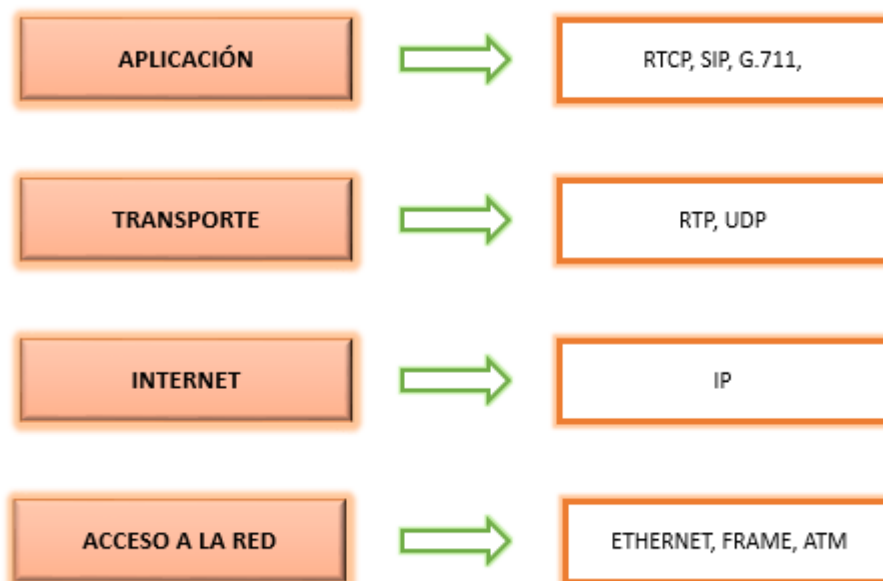 APLICACIÓN
RTCP, SIP, G.711,
TRANSPORTE
RTP, UDP
INTERNET
IP
ACCESO A LA RED
ETHERNET, FRAME, ATM